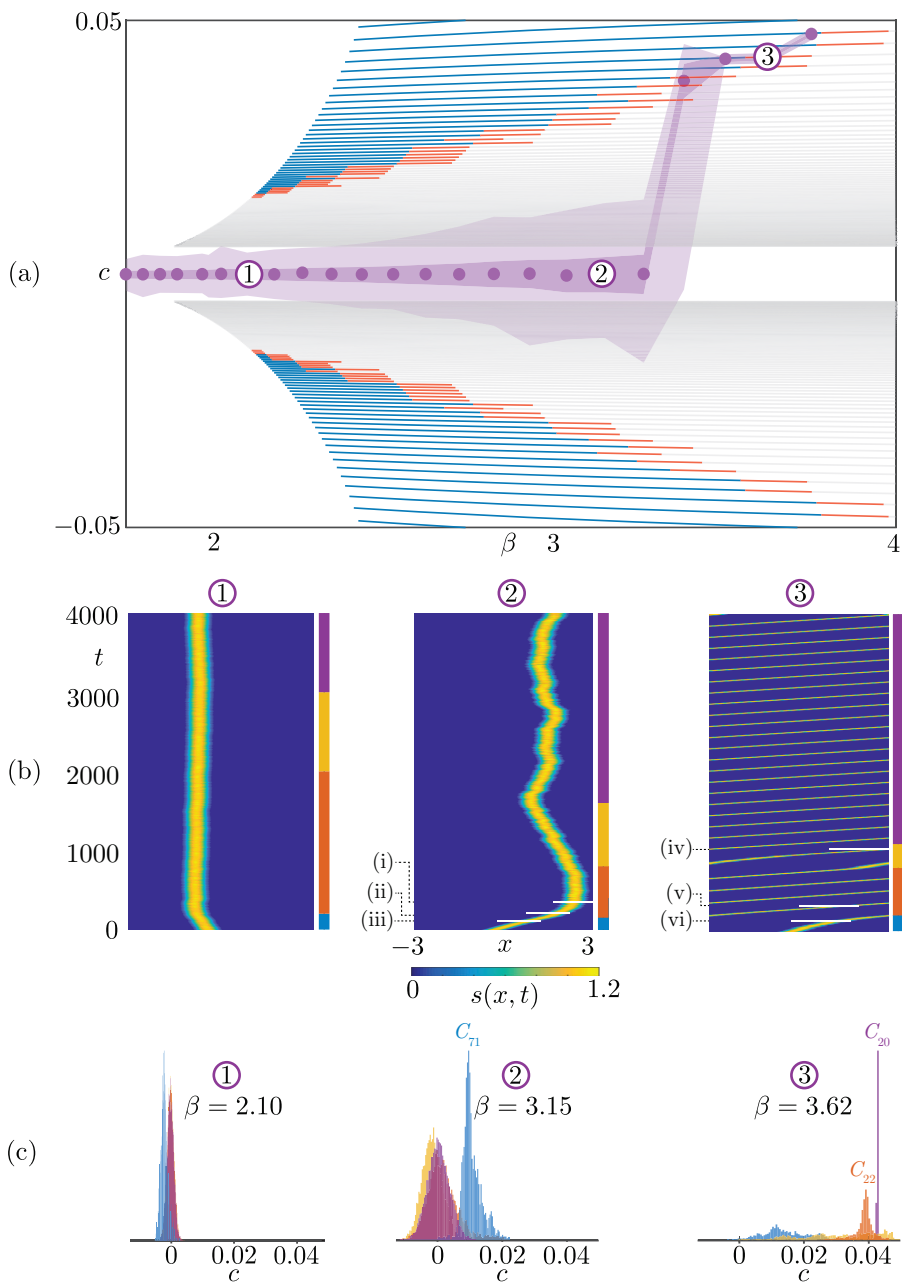 0.05
(a)
c
1
2
3
−0.05
2
β
3
4
1
2
3
4000
t
3000
2000
1000
0
(b)
(i)
(ii)
(iii)
(iv)
(v)
(vi)
−3
x
3
0
s(x, t)
1.2
(c)
1
β = 2.10
0
0.02
0.04
c
C₇₁
2
β = 3.15
0
0.02
0.04
c
C₂₀
3
β = 3.62
C₂₂
0
0.02
0.04
c